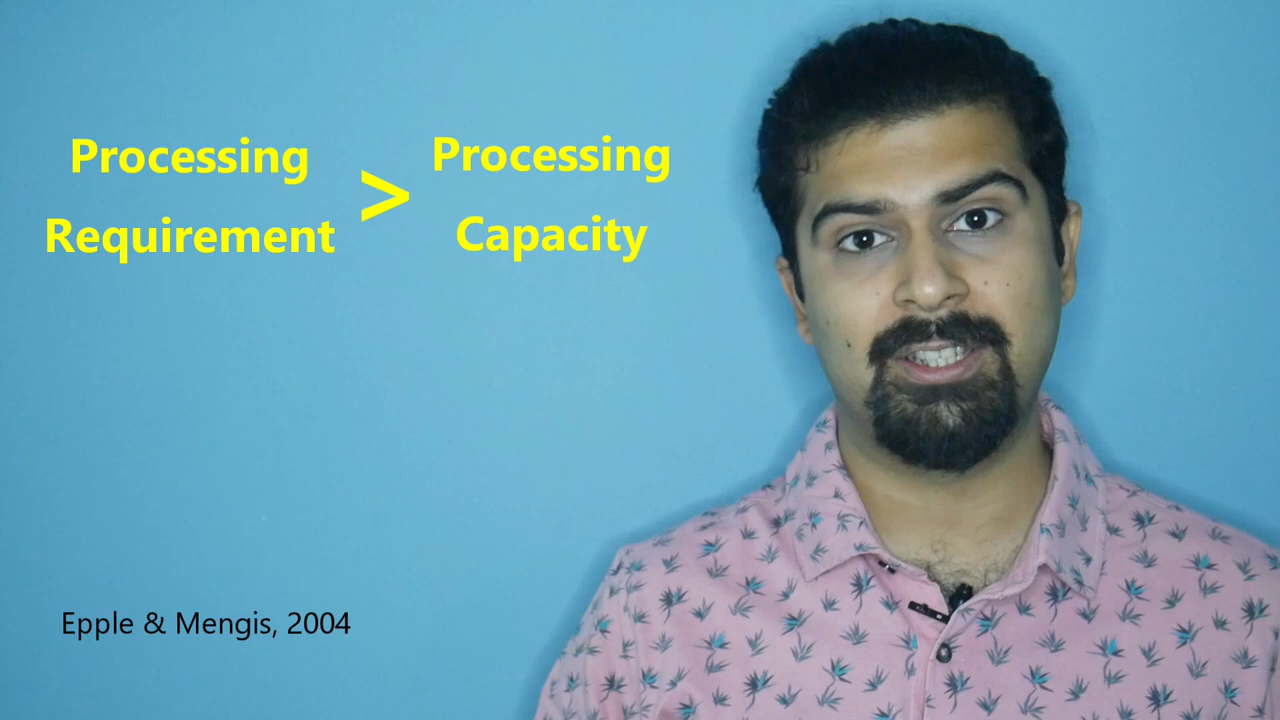 Processing
Requirement
>
Processing
Capacity
Epple & Mengis, 2004